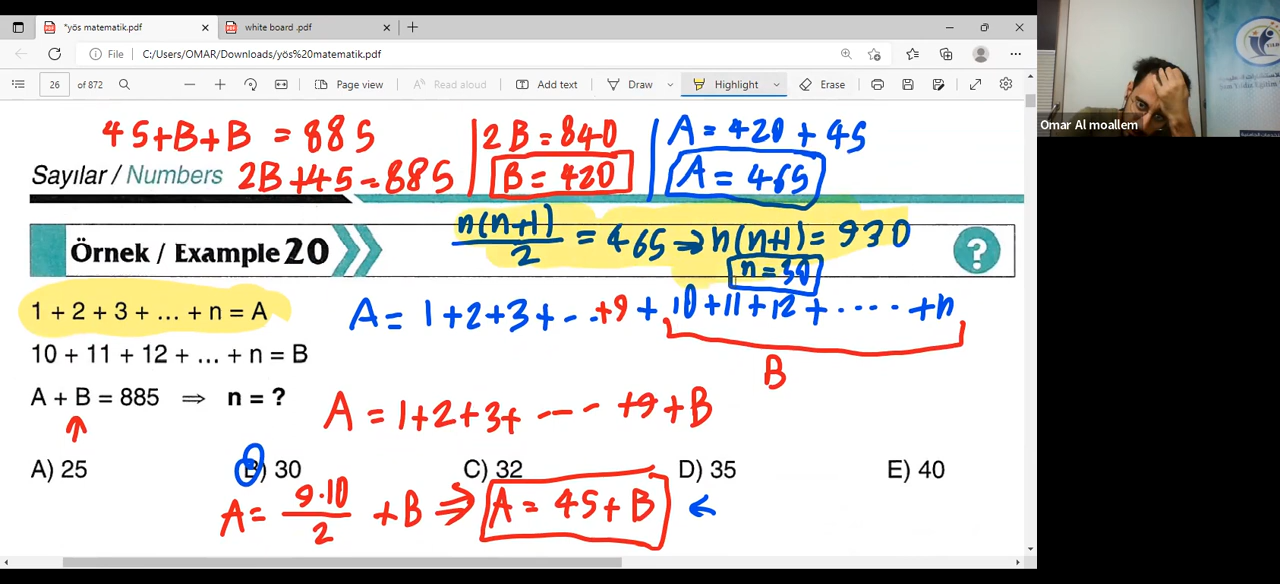 *yös matematik.pdf
white board .pdf
File C:/Users/OMAR/Downloads/yös%20matematik.pdf
26 of 872
Page view
Read aloud
Add text
Draw
Highlight
Erase
Omar Al moallem
45+B+B = 885
2B+45=885
2B = 840
B = 420
A = 420 + 45
A = 465
Sayılar / Numbers
n(n+1)/2 = 465 ⇒ n(n+1) = 930
n = 30
Örnek / Example 20
?
1 + 2 + 3 + ... + n = A
A = 1+2+3+ -..+9 + 10+11+12+ ..... +n
B
10 + 11 + 12 + ... + n = B
A + B = 885 ⇒ n = ?
A = 1+2+3+ --- - +9 +B
A) 25
B) 30
C) 32
D) 35
E) 40
A = 9·10/2 + B ⇒ A = 45 + B ←